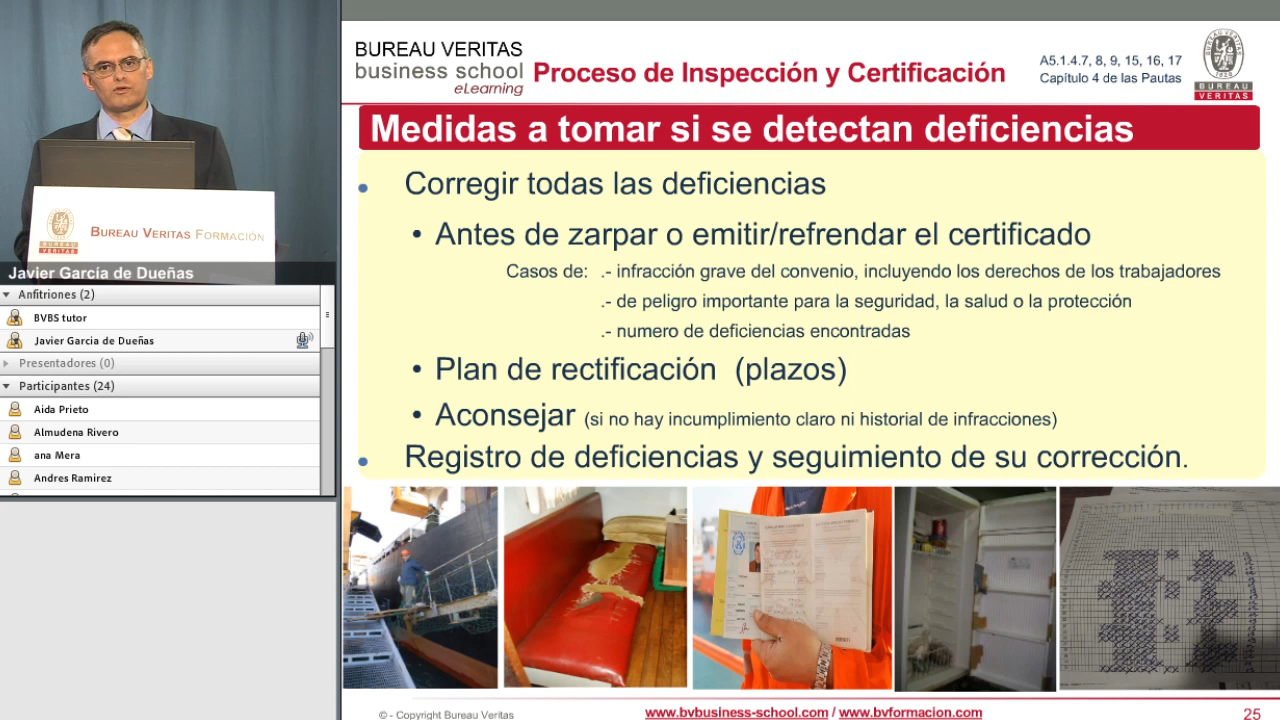 BUREAU VERITAS FORMACIÓN
BUREAU
VERITAS
Javier García de Dueñas
Anfitriones (2)
BVBS tutor
Javier Garcia de Dueñas
Presentadores (0)
Participantes (24)
Aida Prieto
Almudena Rivero
ana Mera
Andres Ramirez
BUREAU VERITAS
business school
eLearning
Proceso de Inspección y Certificación
A5.1.4.7, 8, 9, 15, 16, 17
Capítulo 4 de las Pautas
BUREAU VERITAS
1828
BUREAU
VERITAS
Medidas a tomar si se detectan deficiencias
• Corregir todas las deficiencias
• Antes de zarpar o emitir/refrendar el certificado
Casos de: .- infracción grave del convenio, incluyendo los derechos de los trabajadores
.- de peligro importante para la seguridad, la salud o la protección
.- numero de deficiencias encontradas
• Plan de rectificación (plazos)
• Aconsejar (si no hay incumplimiento claro ni historial de infracciones)
• Registro de deficiencias y seguimiento de su corrección.
© - Copyright Bureau Veritas
www.bvbusiness-school.com / www.bvformacion.com
25